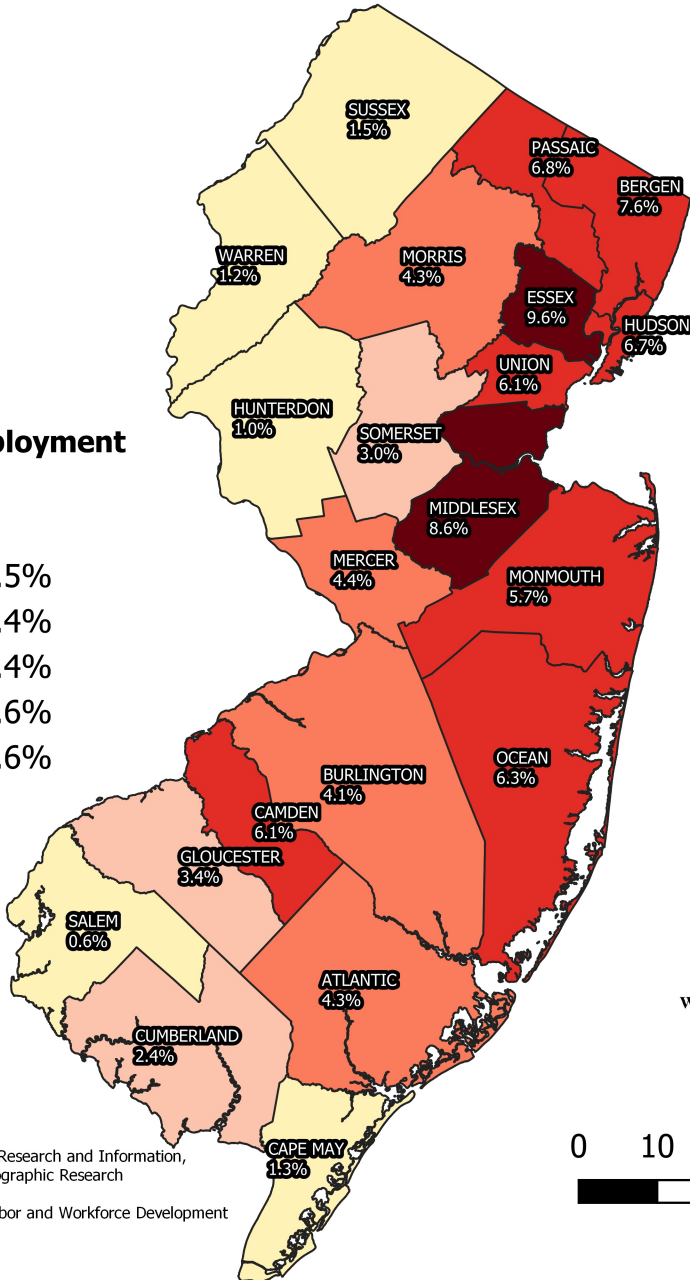 SUSSEX
1.5%
PASSAIC
6.8%
BERGEN
7.6%
WARREN
1.2%
MORRIS
4.3%
ESSEX
9.6%
HUDSON
6.7%
UNION
6.1%
HUNTERDON
1.0%
SOMERSET
3.0%
ployment
MIDDLESEX
8.6%
MERCER
4.4%
MONMOUTH
5.7%
.5%
.4%
.4%
.6%
.6%
OCEAN
6.3%
BURLINGTON
4.1%
CAMDEN
6.1%
GLOUCESTER
3.4%
SALEM
0.6%
ATLANTIC
4.3%
W
CUMBERLAND
2.4%
CAPE MAY
1.3%
0 10
Research and Information,
ographic Research
bor and Workforce Development